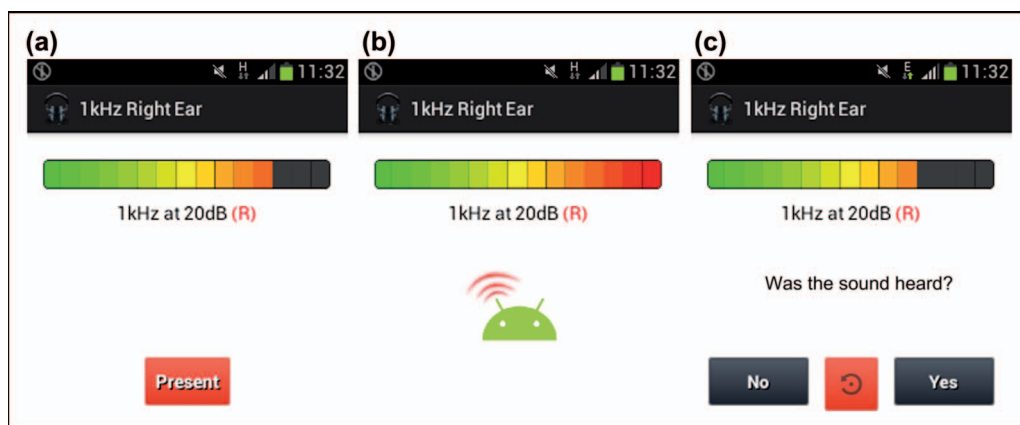 (a)
H 11:32
1kHz Right Ear
1kHz at 20dB (R)
Present
(b)
H 11:32
1kHz Right Ear
1kHz at 20dB (R)
(c)
E 11:32
1kHz Right Ear
1kHz at 20dB (R)
Was the sound heard?
No
Yes